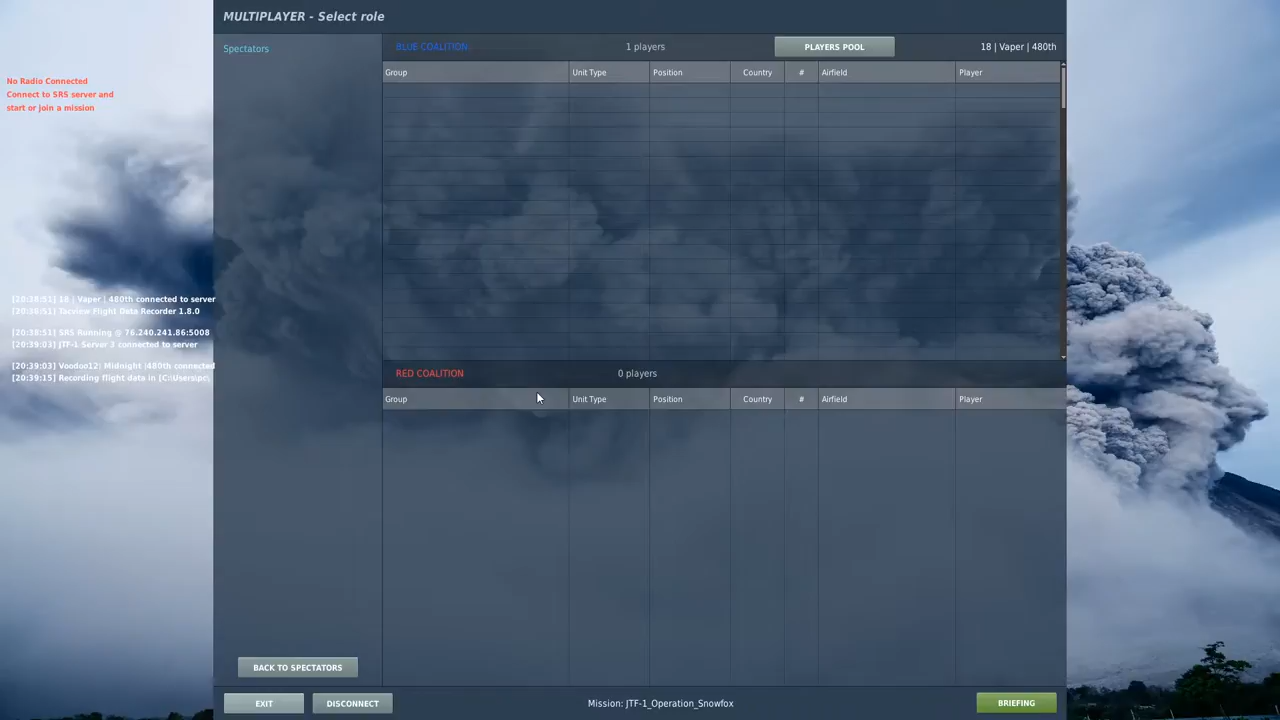 MULTIPLAYER - Select role
Spectators
BLUE COALITION
1 players
PLAYERS POOL
18 | Vaper | 480th
Group
Unit Type
Position
Country
#
Airfield
Player
No Radio Connected
Connect to SRS server and
start or join a mission
[20:38:51] 18 | Vaper | 480th connected to server
[20:38:51] Tacview Flight Data Recorder 1.8.0
[20:38:51] SRS Running @ 76.240.241.86:5008
[20:39:03] JTF-1 Server 3 connected to server
[20:39:03] Voodoo12: Midnight |480th connected
[20:39:15] Recording flight data in [C:\Users\pc\
RED COALITION
0 players
Group
Unit Type
Position
Country
#
Airfield
Player
BACK TO SPECTATORS
EXIT
DISCONNECT
Mission: JTF-1_Operation_Snowfox
BRIEFING